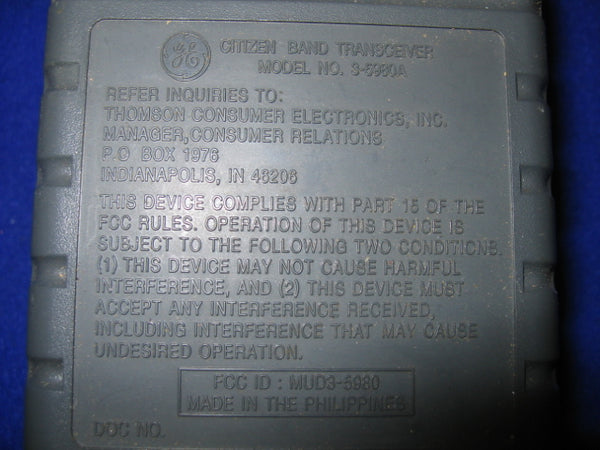 GE
CITIZEN BAND TRANSCEIVER
MODEL NO. 3-5980A
REFER INQUIRIES TO:
THOMSON CONSUMER ELECTRONICS, INC.
MANAGER, CONSUMER RELATIONS
P.O BOX 1976
INDIANAPOLIS, IN 46206
THIS DEVICE COMPLIES WITH PART 15 OF THE
FCC RULES. OPERATION OF THIS DEVICE IS
SUBJECT TO THE FOLLOWING TWO CONDITIONS.
(1) THIS DEVICE MAY NOT CAUSE HARMFUL
INTERFERENCE, AND (2) THIS DEVICE MUST
ACCEPT ANY INTERFERENCE RECEIVED,
INCLUDING INTERFERENCE THAT MAY CAUSE
UNDESIRED OPERATION.
FCC ID : MUD3-5980
MADE IN THE PHILIPPINES
DOC NO.